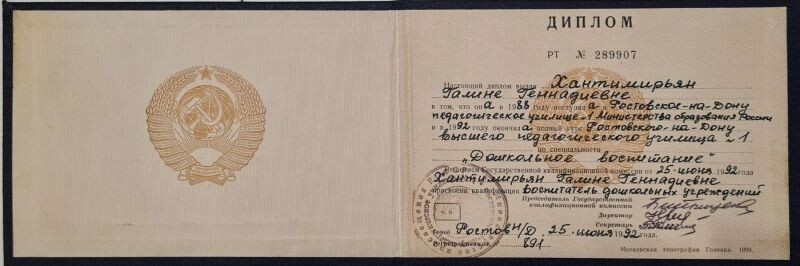 ДИПЛОМ
РТ № 289907
Настоящий диплом выдан Хантимирьян
Галине Геннадиевне
в том, что она в 1988 году поступила в Ростовское-на-Дону
педагогическое училище 1 Министерства образования России
и в 1992 году окончила полный курс Ростовского-на-Дону
высшего педагогического училища 1
по специальности
„Дошкольное воспитание"
Решением Государственной квалификационной комиссии от 25 июня 1992
Хантимирьян Галине Геннадиевне
присвоена квалификация воспитатель дошкольных учреждений
Председатель Государственной
квалификационной комиссии
Директор
Секретарь
М. П.
Город Ростов Н/Д. 25 июня 1992 года.
Регистрационный № 891
Московская типография Гознака. 1990.